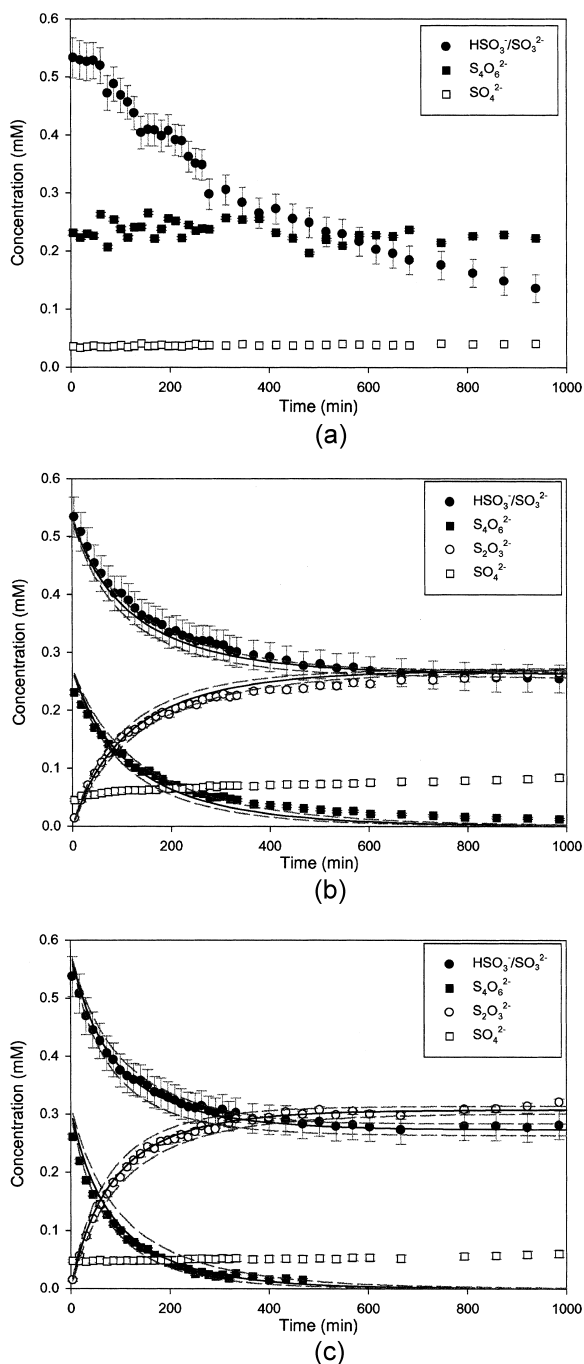 0.6
0.5
0.4
0.3
0.2
0.1
0.0
Concentration (mM)
HSO₃⁻/SO₃²⁻
S₄O₆²⁻
SO₄²⁻
0 200 400 600 800 1000
Time (min)
(a)
0.6
0.5
0.4
0.3
0.2
0.1
0.0
Concentration (mM)
HSO₃⁻/SO₃²⁻
S₄O₆²⁻
S₂O₃²⁻
SO₄²⁻
0 200 400 600 800 1000
Time (min)
(b)
0.6
0.5
0.4
0.3
0.2
0.1
0.0
Concentration (mM)
HSO₃⁻/SO₃²⁻
S₄O₆²⁻
S₂O₃²⁻
SO₄²⁻
0 200 400 600 800 1000
Time (min)
(c)